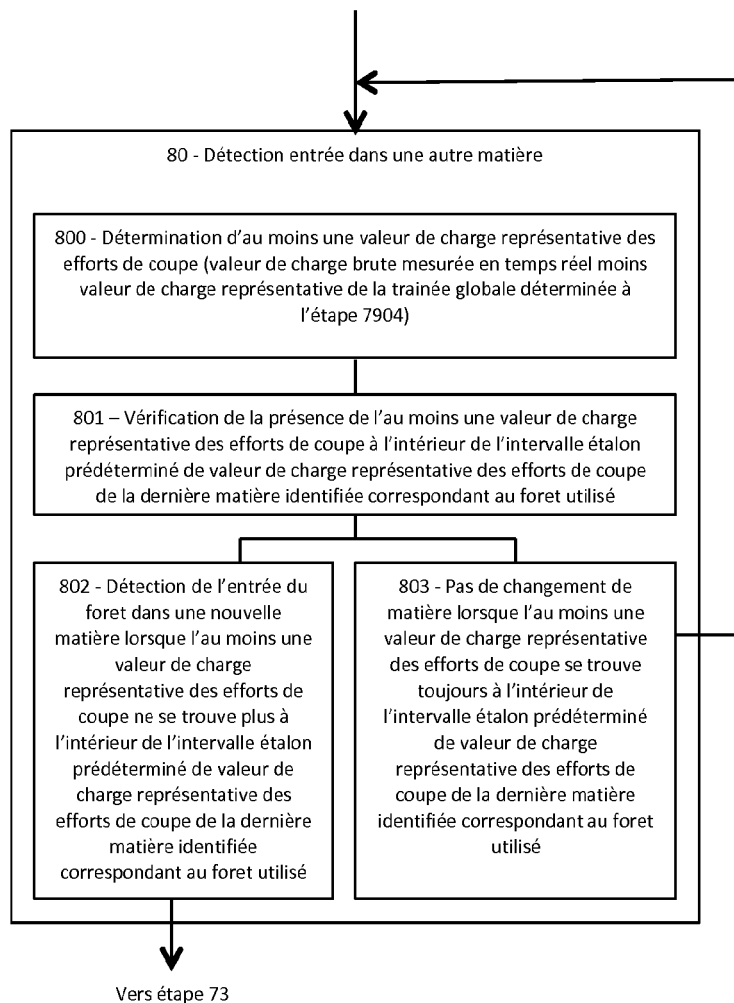 80 - Détection entrée dans une autre matière
800 - Détermination d'au moins une valeur de charge représentative des
efforts de coupe (valeur de charge brute mesurée en temps réel moins
valeur de charge représentative de la trainée globale déterminée à
l'étape 7904)
801 – Vérification de la présence de l'au moins une valeur de charge
représentative des efforts de coupe à l'intérieur de l'intervalle étalon
prédéterminé de valeur de charge représentative des efforts de coupe
de la dernière matière identifiée correspondant au foret utilisé
802 - Détection de l'entrée du
foret dans une nouvelle
matière lorsque l'au moins une
valeur de charge
représentative des efforts de
coupe ne se trouve plus à
l'intérieur de l'intervalle étalon
prédéterminé de valeur de
charge représentative des
efforts de coupe de la dernière
matière identifiée
correspondant au foret utilisé
803 - Pas de changement de
matière lorsque l'au moins une
valeur de charge représentative
des efforts de coupe se trouve
toujours à l'intérieur de
l'intervalle étalon prédéterminé
de valeur de charge
représentative des efforts de
coupe de la dernière matière
identifiée correspondant au foret
utilisé
Vers étape 73